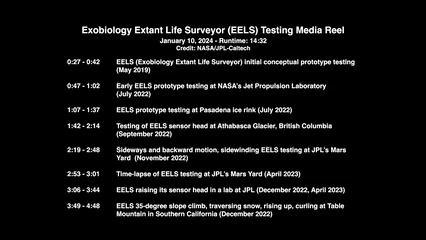 Exobiology Extant Life Surveyor (EELS) Testing Media Reel
January 10, 2024 - Runtime: 14:32
Credit: NASA/JPL-Caltech
0:27 - 0:42 EELS (Exobiology Extant Life Surveyor) initial conceptual prototype testing
(May 2019)
0:47 - 1:02 Early EELS prototype testing at NASA's Jet Propulsion Laboratory
(July 2022)
1:07 - 1:37 EELS prototype testing at Pasadena ice rink (July 2022)
1:42 - 2:14 Testing of EELS sensor head at Athabasca Glacier, British Columbia
(September 2022)
2:19 - 2:48 Sideways and backward motion, sidewinding EELS testing at JPL's Mars
Yard (November 2022)
2:53 - 3:01 Time-lapse of EELS testing at JPL's Mars Yard (April 2023)
3:06 - 3:44 EELS raising its sensor head in a lab at JPL (December 2022, April 2023)
3:49 - 4:48 EELS 35-degree slope climb, traversing snow, rising up, curling at Table
Mountain in Southern California (December 2022)